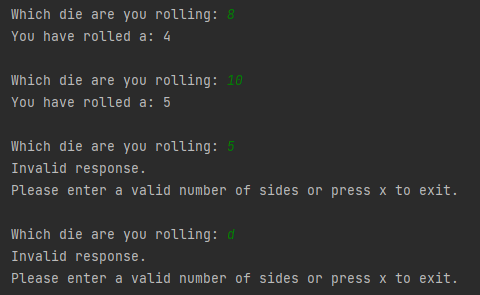 Which die are you rolling: 8
You have rolled a: 4
Which die are you rolling: 10
You have rolled a: 5
Which die are you rolling: 5
Invalid response.
Please enter a valid number of sides or press x to exit.
Which die are you rolling: d
Invalid response.
Please enter a valid number of sides or press x to exit.